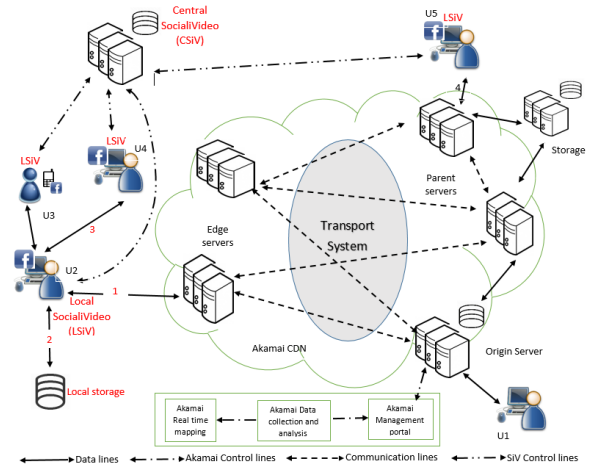 Central
SocialiVideo
(CSiV)
U5
LSiV
4
Storage
Parent
servers
LSiV
U4
LSiV
U3
3
Edge
servers
Transport
System
U2
1
Local
SocialiVideo
(LSiV)
2
Akamai CDN
Origin Server
Local storage
U1
Akamai
Real time
mapping
Akamai Data
collection and
analysis
Akamai
Management
portal
Data lines
Akamai Control lines
Communication lines
SiV Control lines